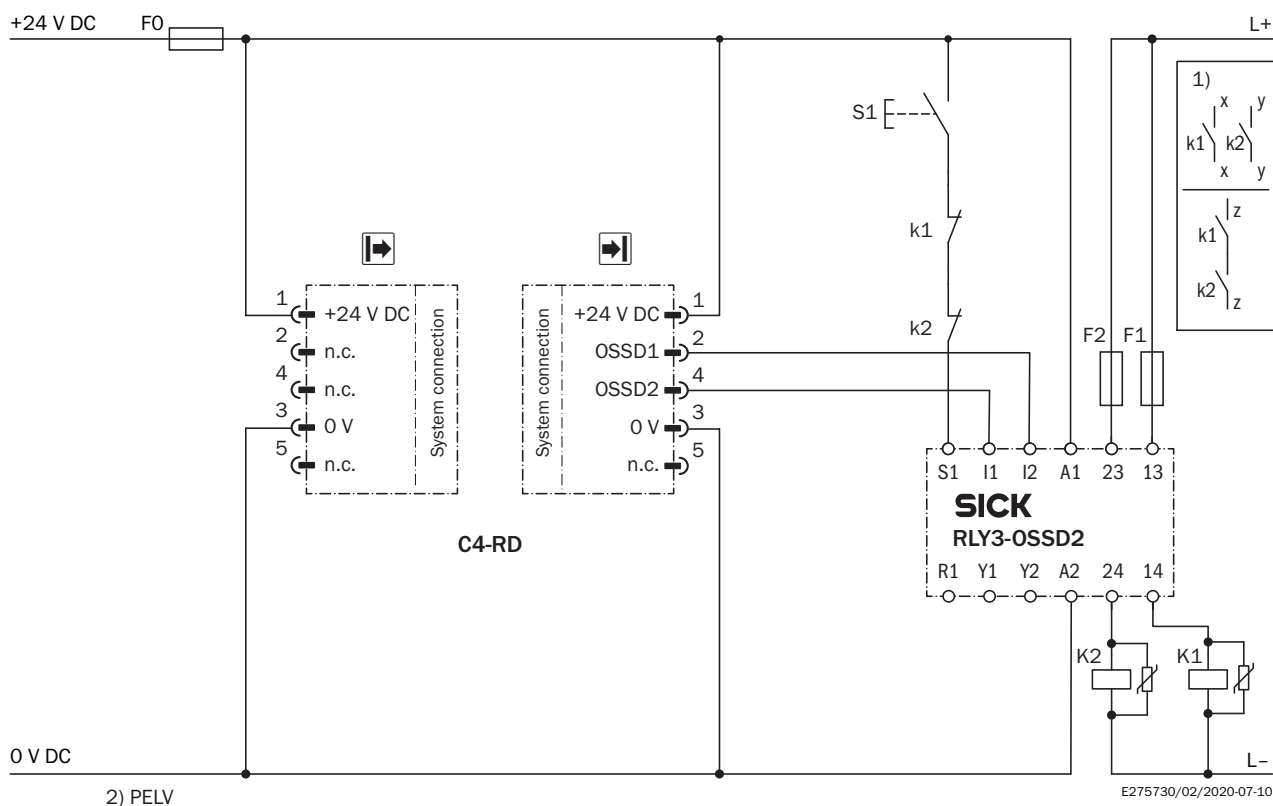 +24 V DC F0 L+
1)
x y
k1 k2
x y
z
k1
k2
z
S1
k1
k2
F2 F1
1 +24 V DC
2 n.c.
4 n.c.
3 0 V
5 n.c.
System connection
System connection
+24 V DC 1
OSSD1 2
OSSD2 4
0 V 3
n.c. 5
C4-RD
S1 I1 I2 A1 23 13
SICK
RLY3-OSSD2
R1 Y1 Y2 A2 24 14
K2 K1
0 V DC L–
2) PELV
E275730/02/2020-07-10